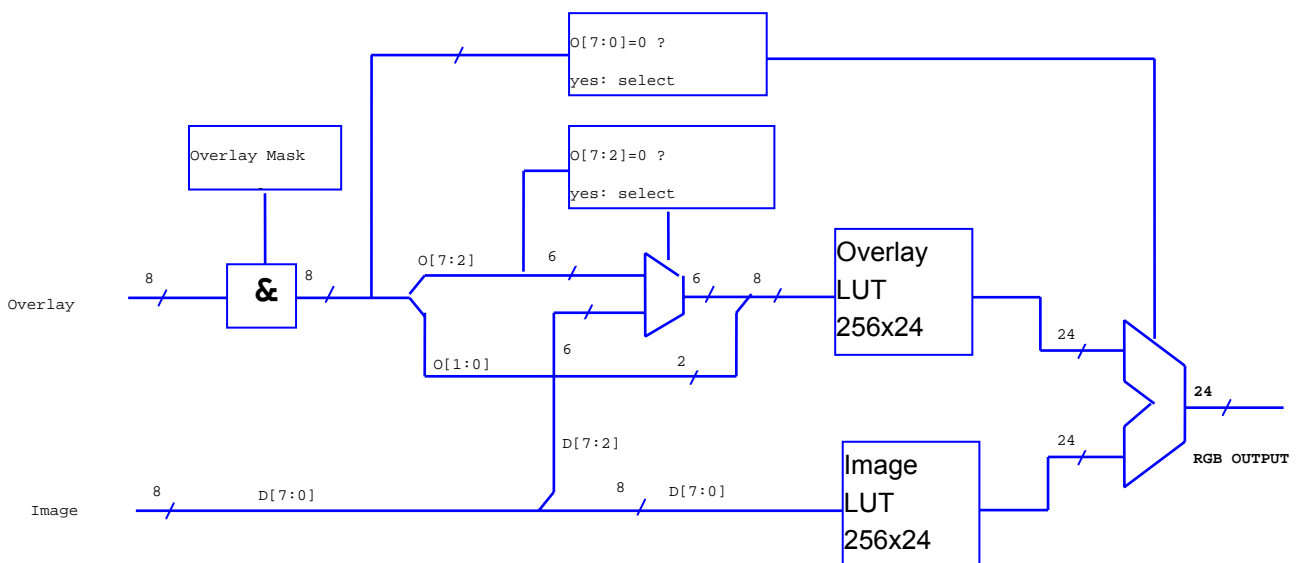 O[7:0]=0 ?
yes: select
Overlay Mask
O[7:2]=0 ?
yes: select
8
&
8
O[7:2]
6
6
8
Overlay
LUT
256x24
Overlay
6
O[1:0]
2
24
24
D[7:2]
24
RGB OUTPUT
Image
LUT
256x24
8
D[7:0]
8
D[7:0]
Image